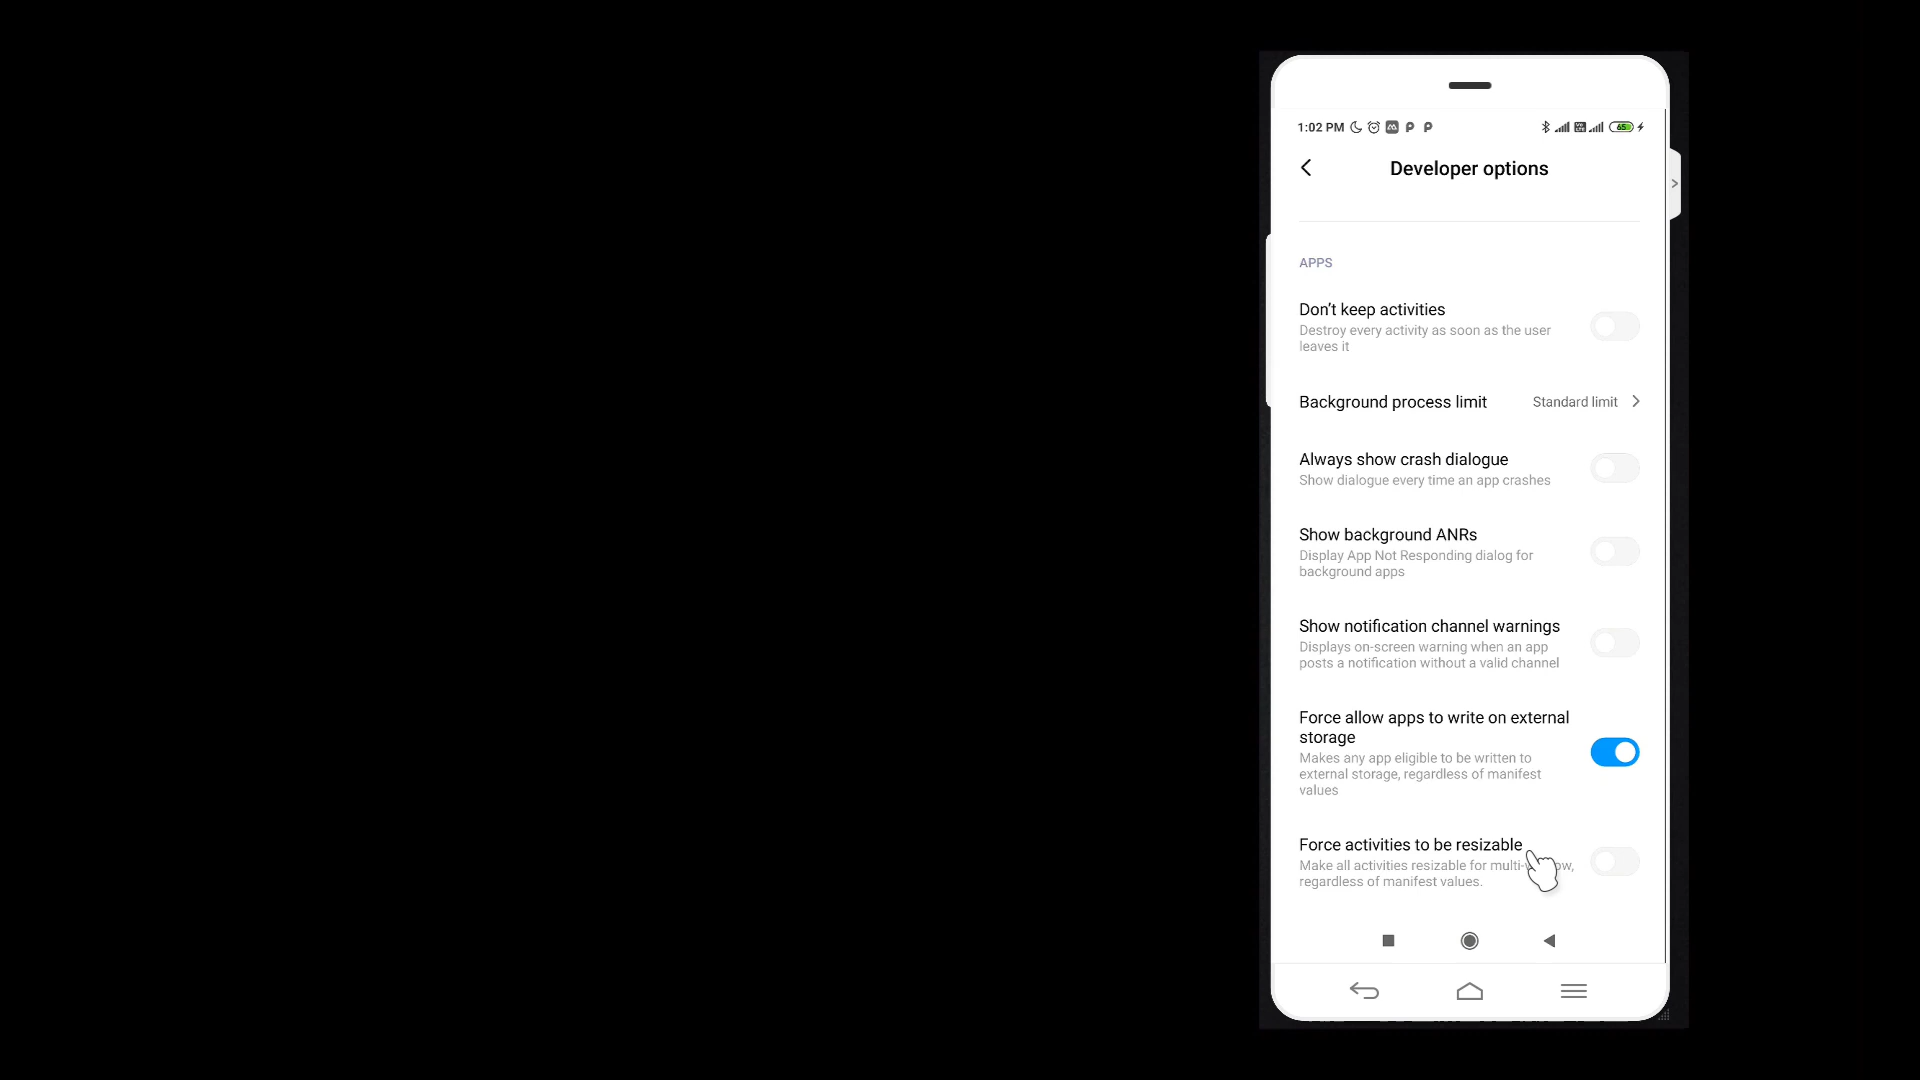 1:02 PM
65
Developer options
APPS
Don't keep activities
Destroy every activity as soon as the user
leaves it
Background process limit
Standard limit
Always show crash dialogue
Show dialogue every time an app crashes
Show background ANRs
Display App Not Responding dialog for
background apps
Show notification channel warnings
Displays on-screen warning when an app
posts a notification without a valid channel
Force allow apps to write on external
storage
Makes any app eligible to be written to
external storage, regardless of manifest
values
Force activities to be resizable
Make all activities resizable for
regardless of manifest values.